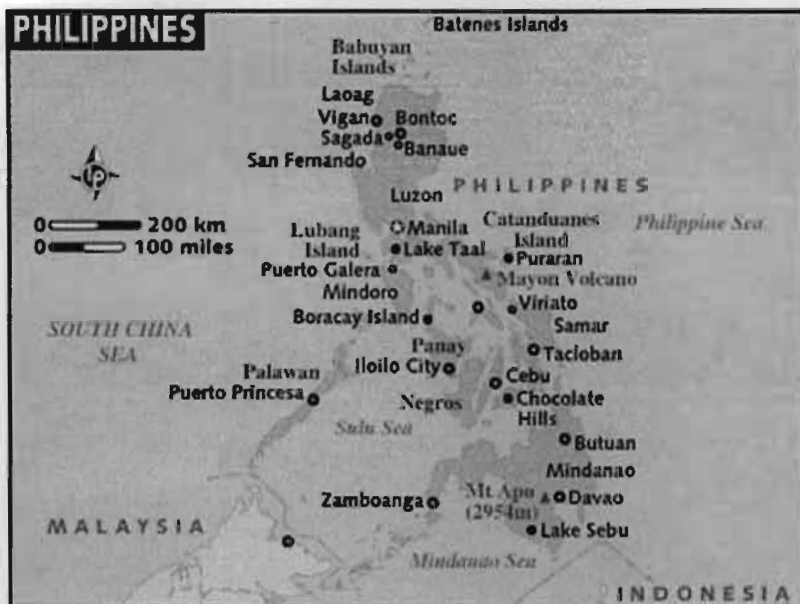 PHILIPPINES
Batenes Islands
Babuyan
Islands
Laoag
Vigan
Bontoc
Sagada
Banaue
San Fernando
PHILIPPINES
Luzon
0 200 km
0 100 miles
Lubang
Island
Manila
Catanduanes
Island
Philippine Sea
Lake Taal
Puraran
Puerto Galera
Mayon Volcano
Mindoro
Viriato
Boracay Island
Samar
SOUTH CHINA
SEA
Panay
Tacioban
Palawan
Iloilo City
Cebu
Puerto Princesa
Negros
Chocolate
Hills
Sulu Sea
Butuan
Mindanao
Zamboanga
Mt Apo
(2954m)
Davao
MALAYSIA
Lake Sebu
Mindanao Sea
INDONESIA